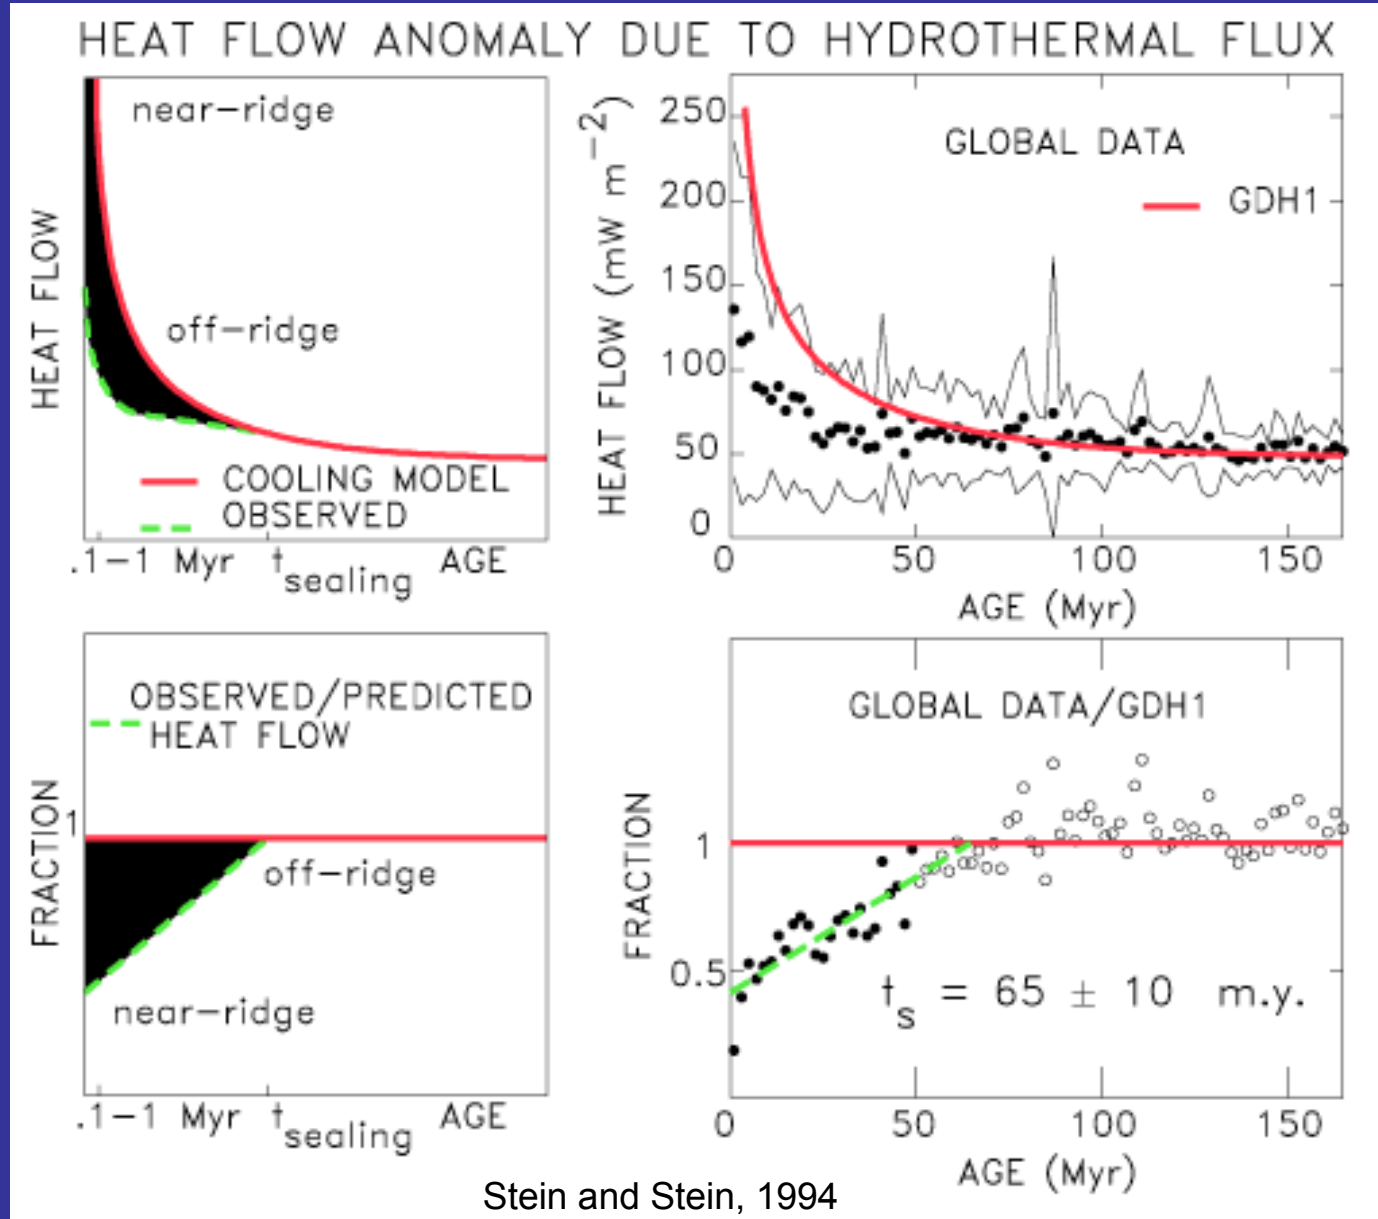 HEAT FLOW ANOMALY DUE TO HYDROTHERMAL FLUX
near-ridge
off-ridge
HEAT FLOW
COOLING MODEL
OBSERVED
.1-1 Myr
t sealing
AGE
250
200
150
100
50
0
HEAT FLOW (mW m-2)
GLOBAL DATA
GDH1
0
50
100
150
AGE (Myr)
OBSERVED/PREDICTED
HEAT FLOW
1
FRACTION
off-ridge
near-ridge
.1-1 Myr
t sealing
AGE
GLOBAL DATA/GDH1
1
0.5
FRACTION
ts = 65 ± 10 m.y.
0
50
100
150
AGE (Myr)
Stein and Stein, 1994